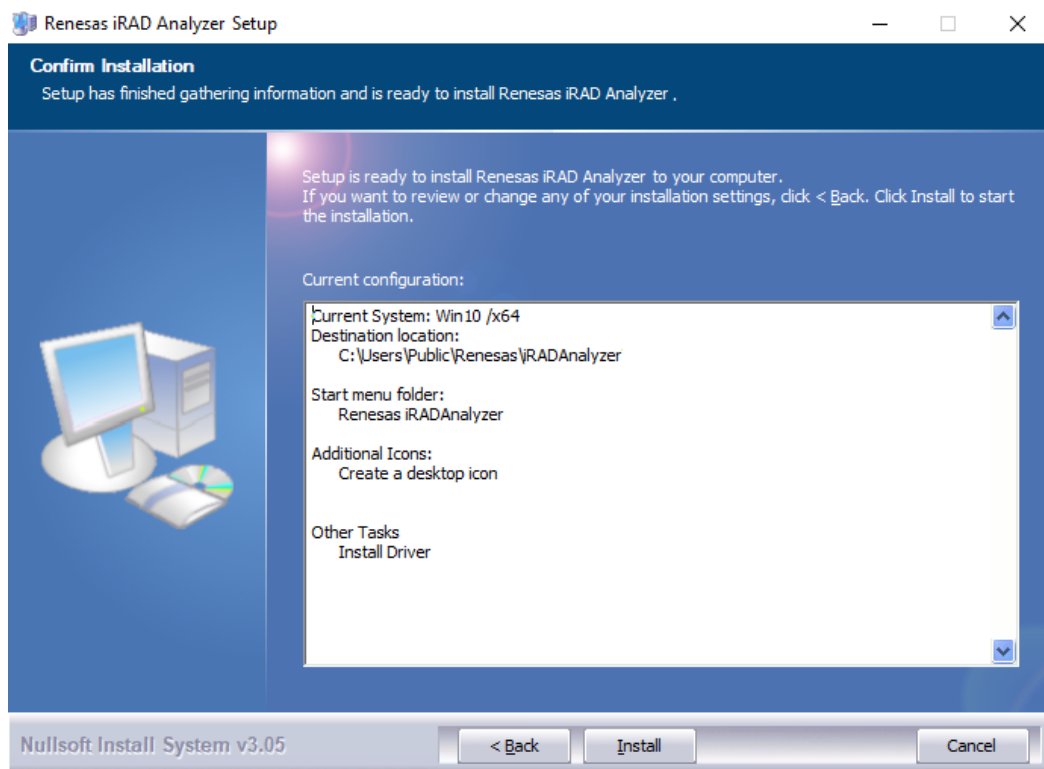 Renesas iRAD Analyzer Setup
Confirm Installation
Setup has finished gathering information and is ready to install Renesas iRAD Analyzer .
Setup is ready to install Renesas iRAD Analyzer to your computer.
If you want to review or change any of your installation settings, click < Back. Click Install to start
the installation.
Current configuration:
Current System: Win10 /x64
Destination location:
C:\Users\Public\Renesas\iRADAnalyzer
Start menu folder:
Renesas iRADAnalyzer
Additional Icons:
Create a desktop icon
Other Tasks
Install Driver
Nullsoft Install System v3.05
< Back
Install
Cancel